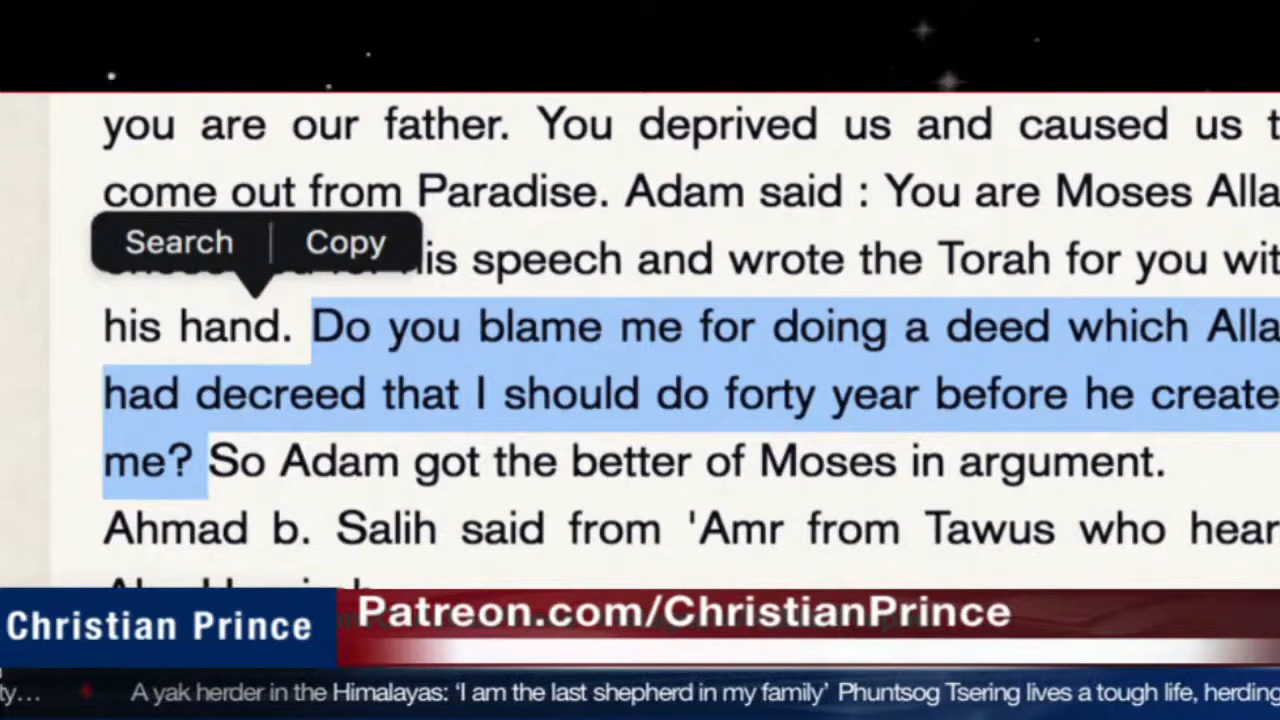 you are our father. You deprived us and caused us t
come out from Paradise. Adam said : You are Moses Alla
Search Copy
his speech and wrote the Torah for you wit
his hand. Do you blame me for doing a deed which Alla
had decreed that I should do forty year before he create
me? So Adam got the better of Moses in argument.
Ahmad b. Salih said from 'Amr from Tawus who hear
Christian Prince
Patreon.com/ChristianPrince
ty… A yak herder in the Himalayas: ‘I am the last shepherd in my family’ Phuntsog Tsering lives a tough life, herding